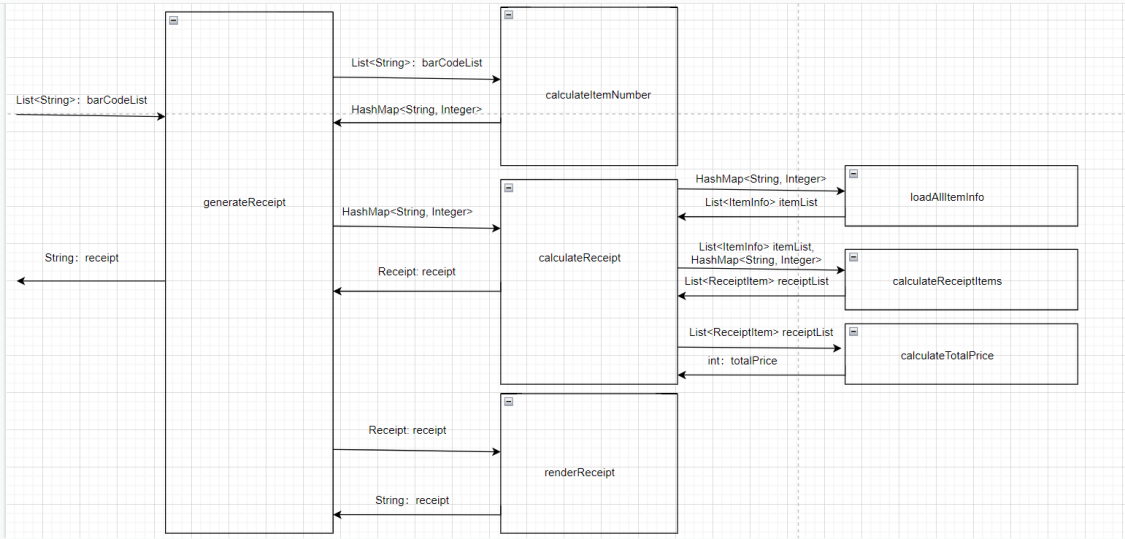 List<String>：barCodeList
calculateItemNumber
List<String>：barCodeList
HashMap<String, Integer>
generateReceipt
HashMap<String, Integer>
loadAllItemInfo
List<ItemInfo> itemList
HashMap<String, Integer>
List<ItemInfo> itemList,
HashMap<String, Integer>
String：receipt
calculateReceipt
Receipt: receipt
calculateReceiptItems
List<ReceiptItem> receiptList
List<ReceiptItem> receiptList
calculateTotalPrice
int：totalPrice
Receipt: receipt
renderReceipt
String：receipt